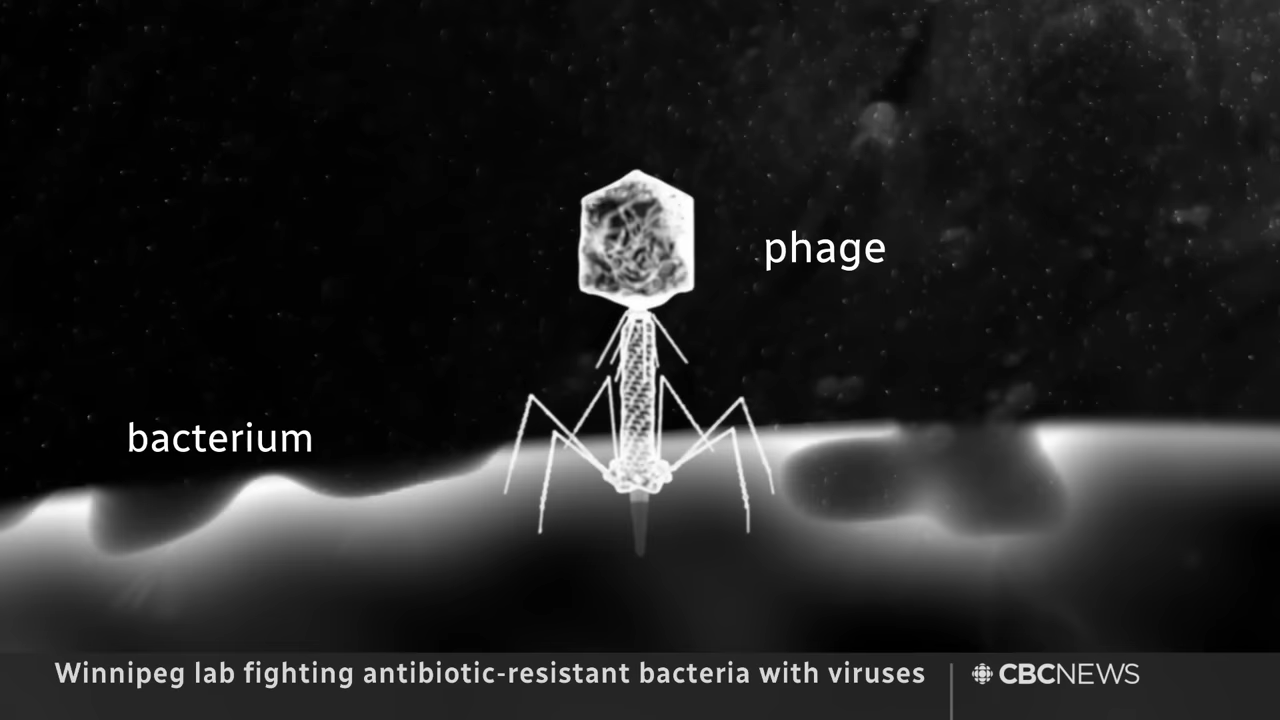 phage
bacterium
Winnipeg lab fighting antibiotic-resistant bacteria with viruses
CBCNEWS